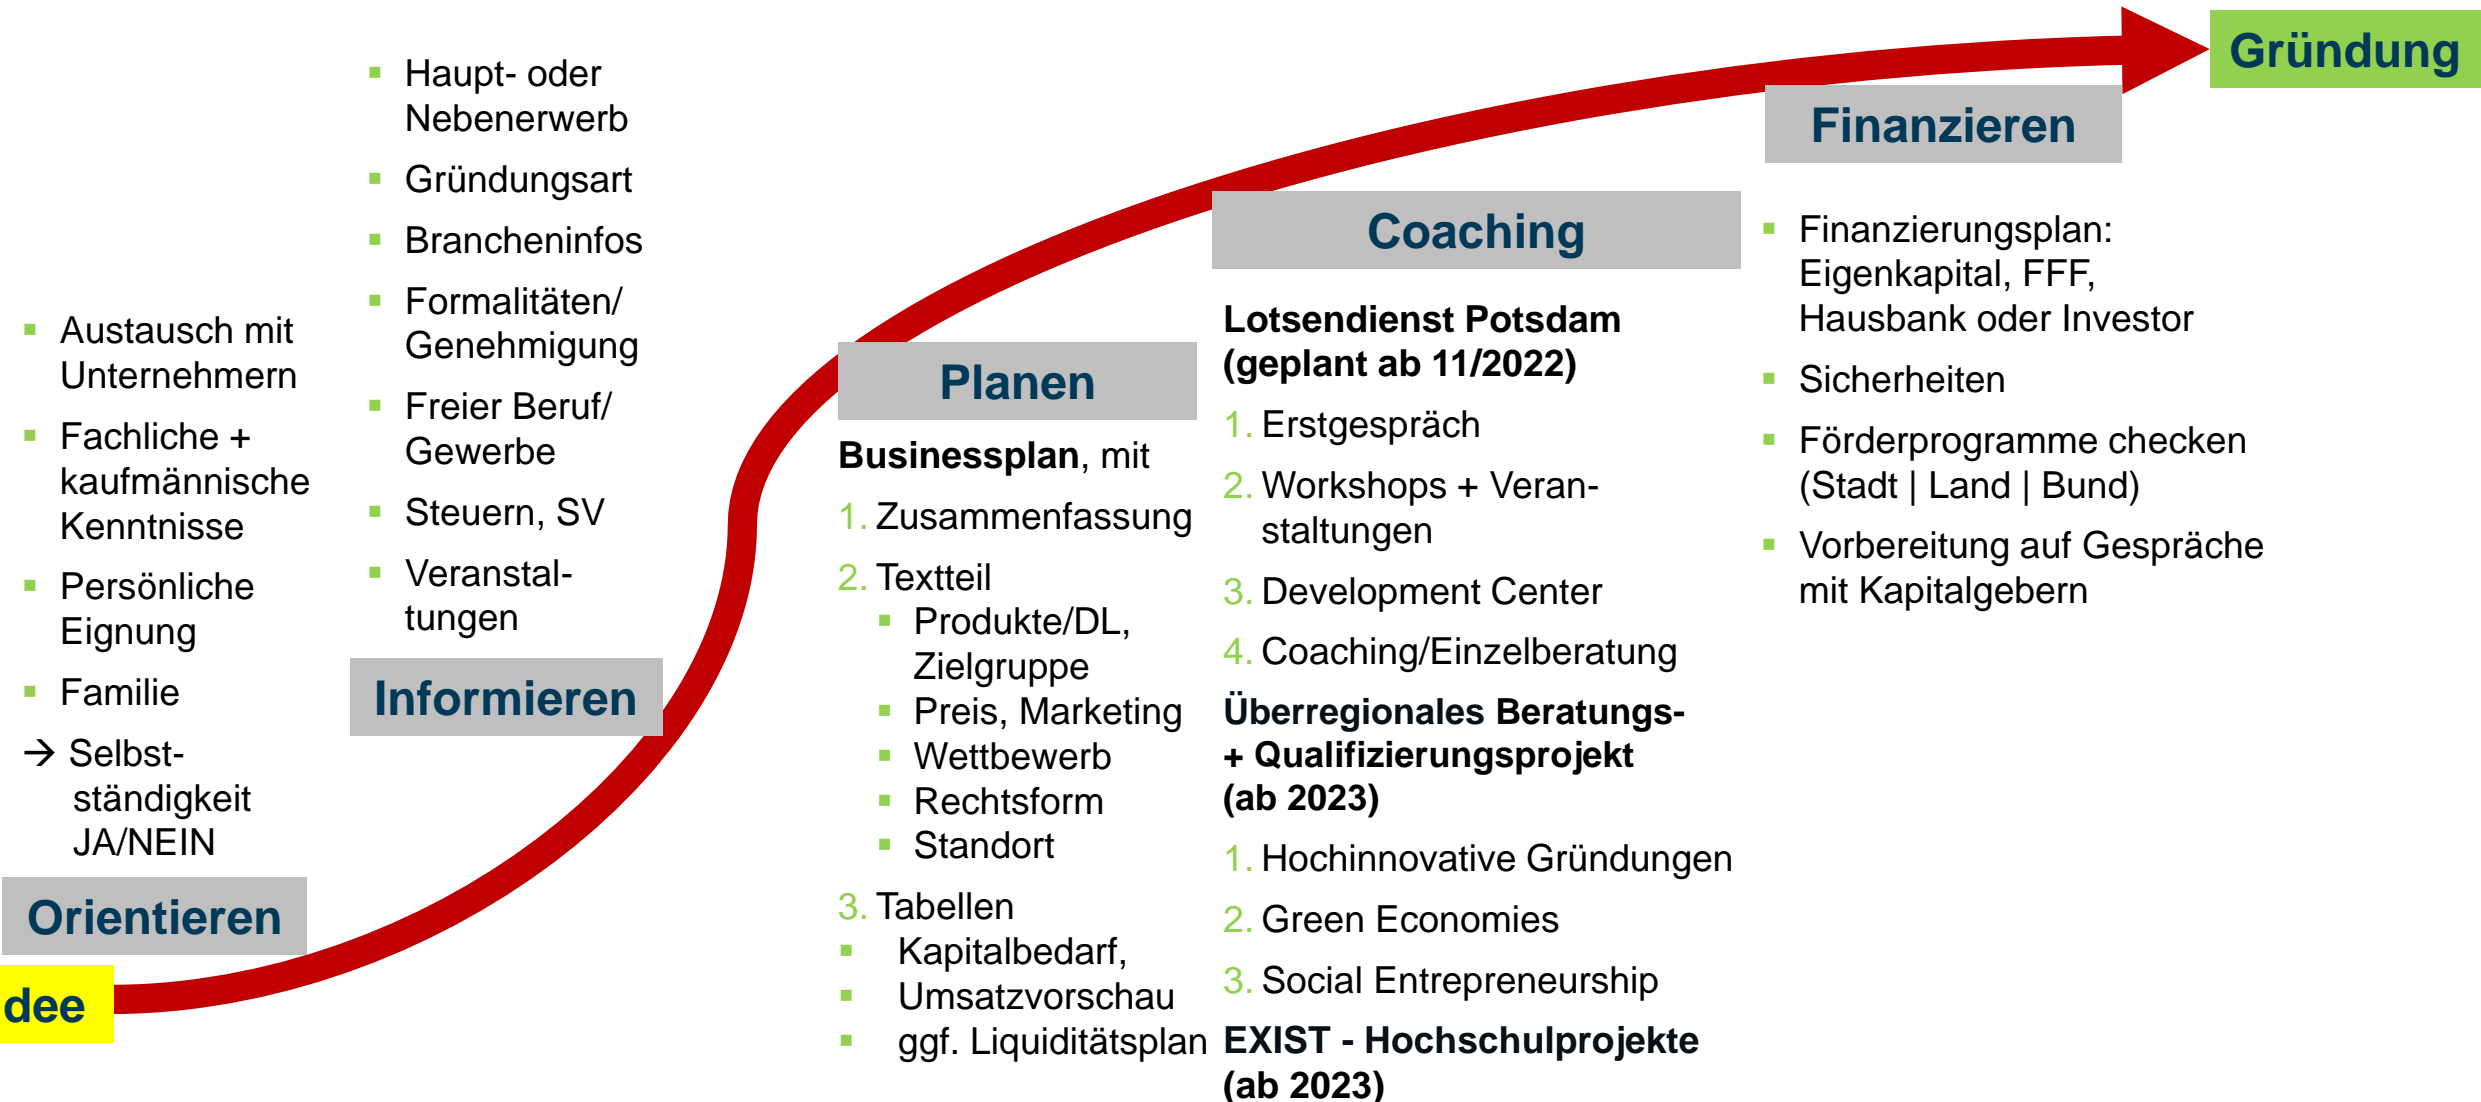 Gründung
Haupt- oder
Nebenerwerb
Gründungsart
Brancheninfos
Formalitäten/
Genehmigung
Freier Beruf/
Gewerbe
Steuern, SV
Veranstal-
tungen
Informieren
Austausch mit
Unternehmern
Fachliche +
kaufmännische
Kenntnisse
Persönliche
Eignung
Familie
→ Selbst-
ständigkeit
JA/NEIN
Orientieren
dee
Planen
Businessplan, mit
1. Zusammenfassung
2. Textteil
Produkte/DL,
Zielgruppe
Preis, Marketing
Wettbewerb
Rechtsform
Standort
3. Tabellen
Kapitalbedarf,
Umsatzvorschau
ggf. Liquiditätsplan
Coaching
Lotsendienst Potsdam
(geplant ab 11/2022)
1. Erstgespräch
2. Workshops + Veran-
staltungen
3. Development Center
4. Coaching/Einzelberatung
Überregionales Beratungs-
+ Qualifizierungsprojekt
(ab 2023)
1. Hochinnovative Gründungen
2. Green Economies
3. Social Entrepreneurship
EXIST - Hochschulprojekte
(ab 2023)
Finanzieren
Finanzierungsplan:
Eigenkapital, FFF,
Hausbank oder Investor
Sicherheiten
Förderprogramme checken
(Stadt | Land | Bund)
Vorbereitung auf Gespräche
mit Kapitalgebern